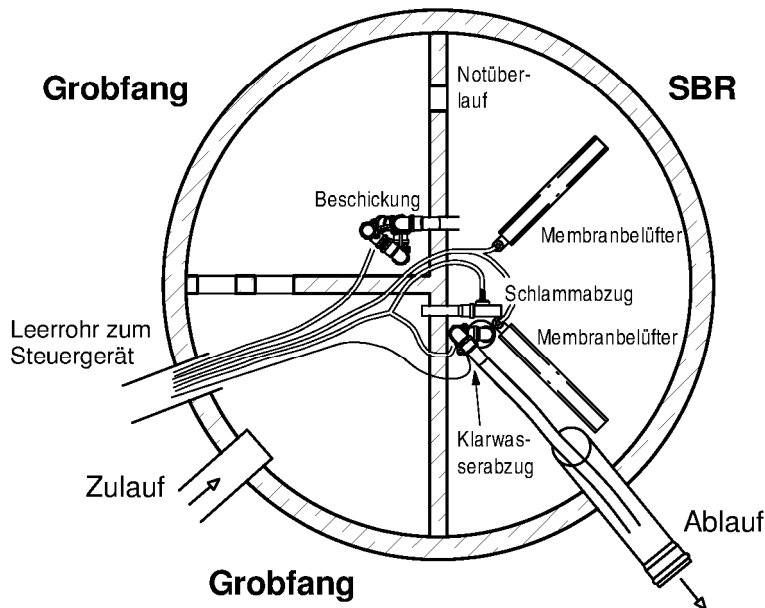 Grobfang
Notüber-
lauf
SBR
Beschickung
Membranbelüfter
Schlammabzug
Leerrohr zum
Steuergerät
Membranbelüfter
Klarwas-
serabzug
Zulauf
Ablauf
Grobfang